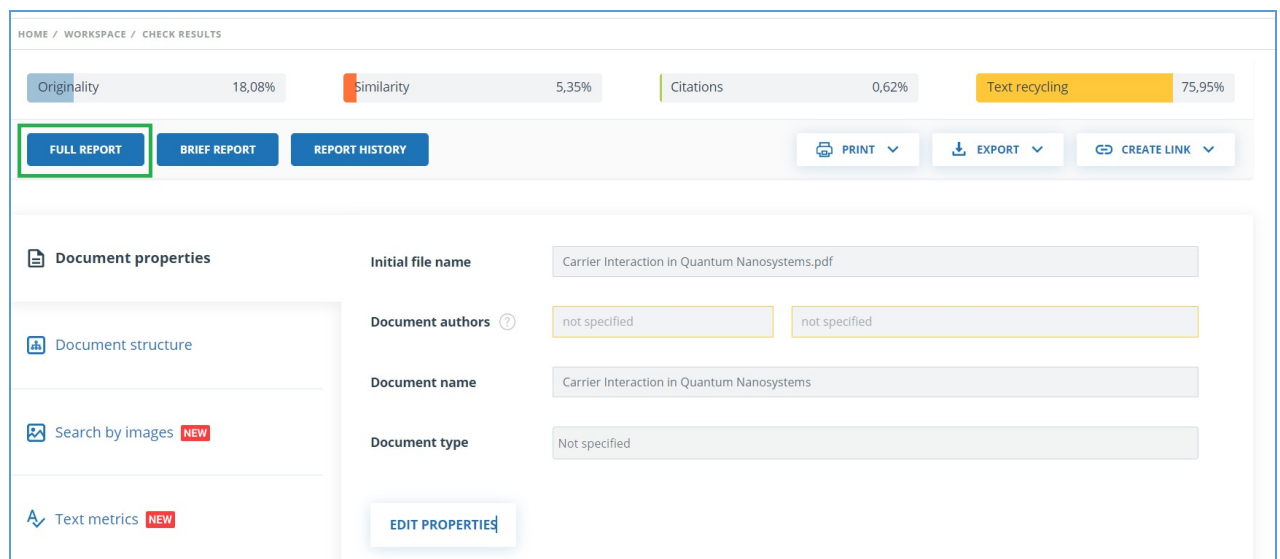 HOME / WORKSPACE / CHECK RESULTS
Originality 18,08% Similarity 5,35% Citations 0,62% Text recycling 75,95%
FULL REPORT BRIEF REPORT REPORT HISTORY PRINT EXPORT CREATE LINK
Document properties
Document structure
Search by images NEW
Text metrics NEW
Initial file name Carrier Interaction in Quantum Nanosystems.pdf
Document authors ? not specified not specified
Document name Carrier Interaction in Quantum Nanosystems
Document type Not specified
EDIT PROPERTIES